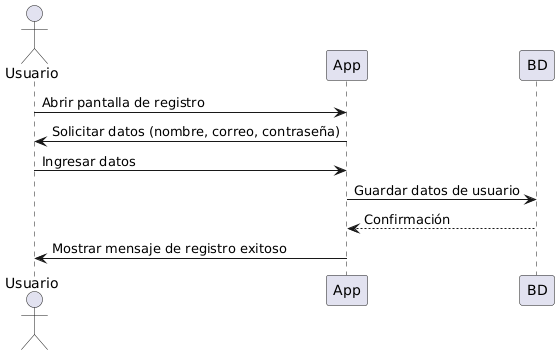 Usuario
App
BD
Abrir pantalla de registro
Solicitar datos (nombre, correo, contraseña)
Ingresar datos
Guardar datos de usuario
Confirmación
Mostrar mensaje de registro exitoso
Usuario
App
BD